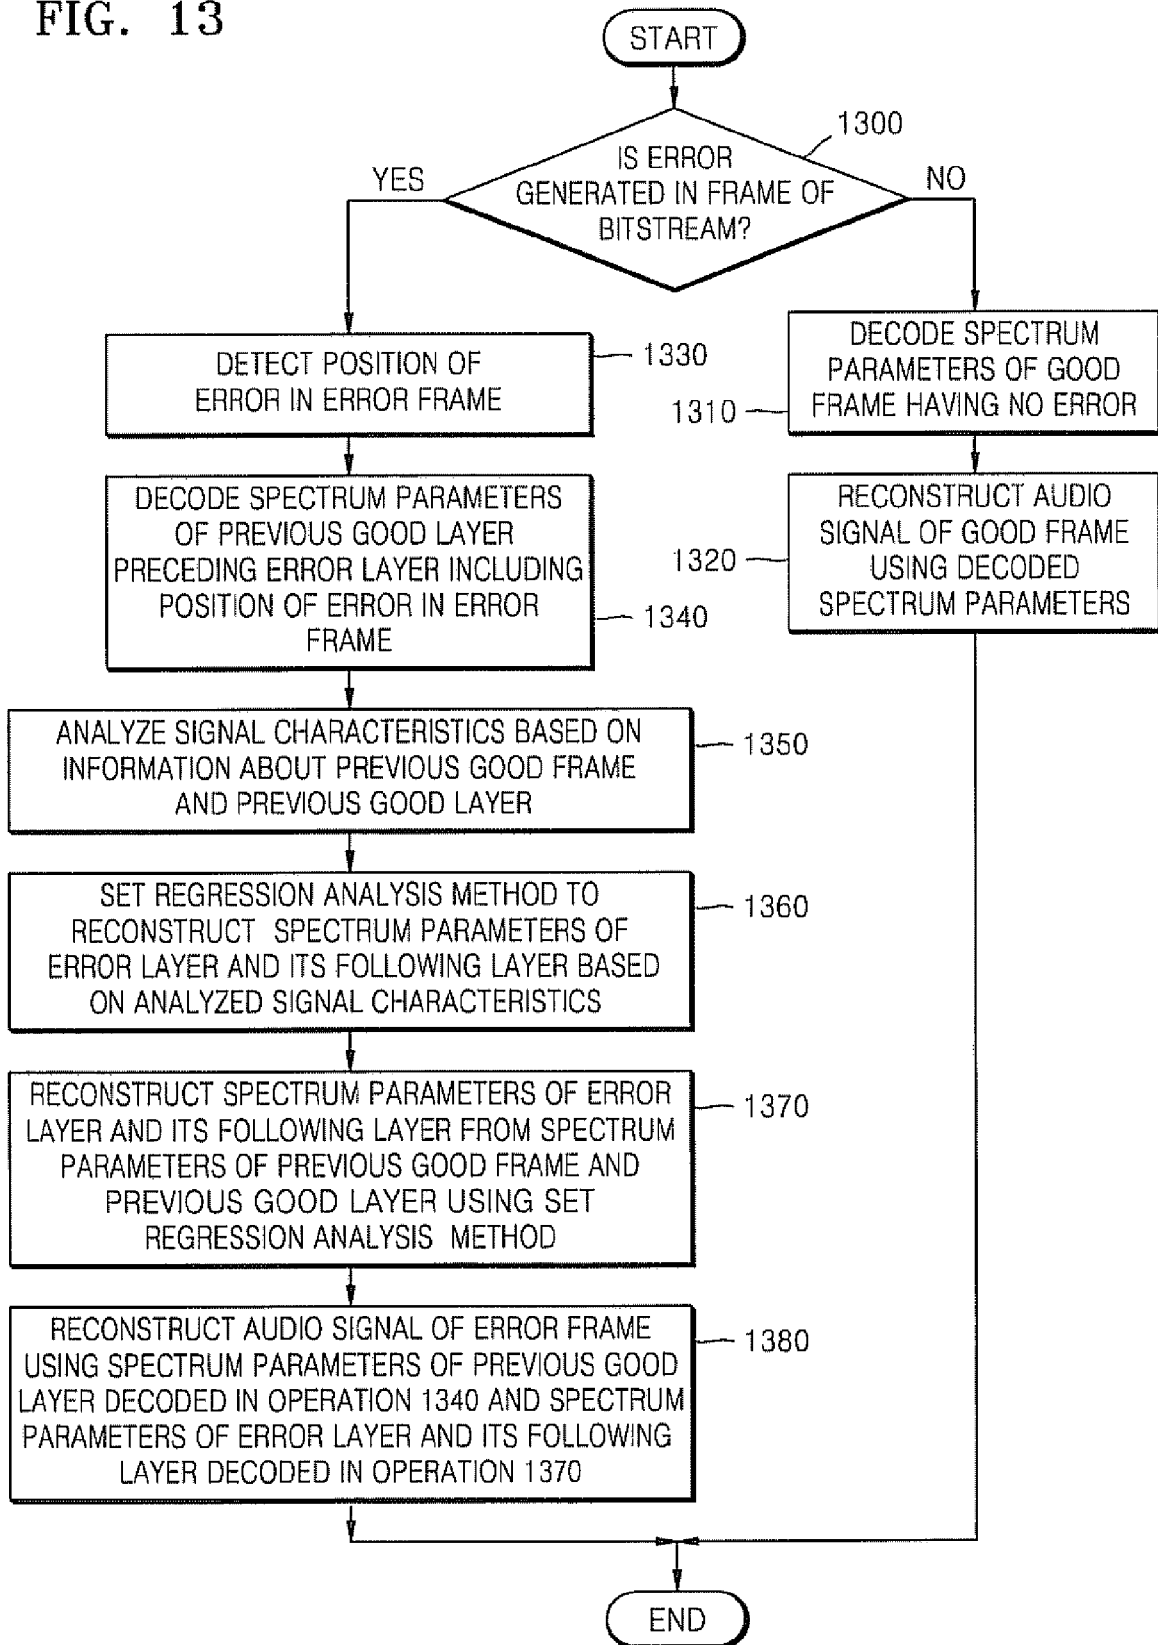 FIG. 13
START
1300
IS ERROR
GENERATED IN FRAME OF
BITSTREAM?
YES
NO
DETECT POSITION OF
ERROR IN ERROR FRAME
1330
DECODE SPECTRUM
PARAMETERS OF GOOD
FRAME HAVING NO ERROR
1310
DECODE SPECTRUM PARAMETERS
OF PREVIOUS GOOD LAYER
PRECEDING ERROR LAYER INCLUDING
POSITION OF ERROR IN ERROR
FRAME
1340
RECONSTRUCT AUDIO
SIGNAL OF GOOD FRAME
USING DECODED
SPECTRUM PARAMETERS
1320
ANALYZE SIGNAL CHARACTERISTICS BASED ON
INFORMATION ABOUT PREVIOUS GOOD FRAME
AND PREVIOUS GOOD LAYER
1350
SET REGRESSION ANALYSIS METHOD TO
RECONSTRUCT SPECTRUM PARAMETERS OF
ERROR LAYER AND ITS FOLLOWING LAYER BASED
ON ANALYZED SIGNAL CHARACTERISTICS
1360
RECONSTRUCT SPECTRUM PARAMETERS OF ERROR
LAYER AND ITS FOLLOWING LAYER FROM SPECTRUM
PARAMETERS OF PREVIOUS GOOD FRAME AND
PREVIOUS GOOD LAYER USING SET
REGRESSION ANALYSIS METHOD
1370
RECONSTRUCT AUDIO SIGNAL OF ERROR FRAME
USING SPECTRUM PARAMETERS OF PREVIOUS GOOD
LAYER DECODED IN OPERATION 1340 AND SPECTRUM
PARAMETERS OF ERROR LAYER AND ITS FOLLOWING
LAYER DECODED IN OPERATION 1370
1380
END